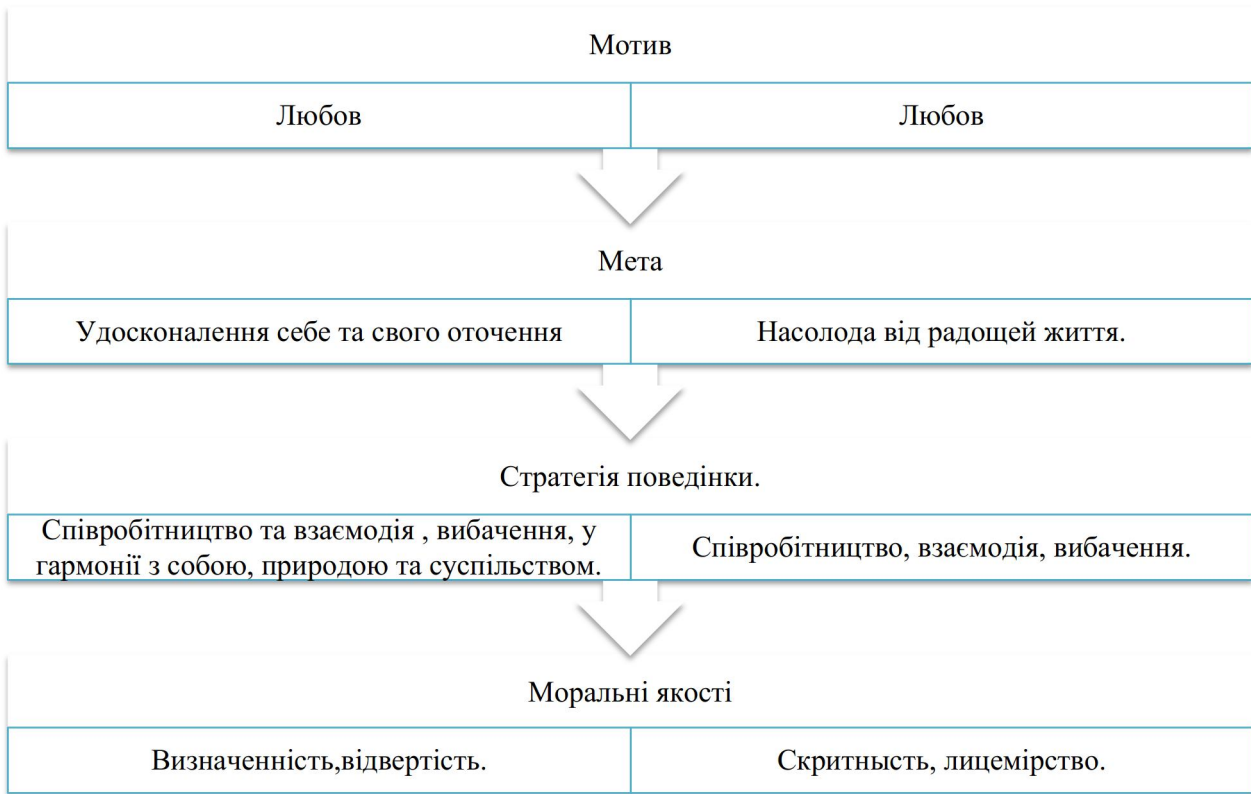 Мотив
Любов
Любов
Мета
Удосконалення себе та свого оточення
Насолода від радощей життя.
Стратегія поведінки.
Співробітництво та взаємодія , вибачення, у
гармонії з собою, природою та суспільством.
Співробітництво, взаємодія, вибачення.
Моральні якості
Визначенність,відвертість.
Скритнысть, лицемірство.